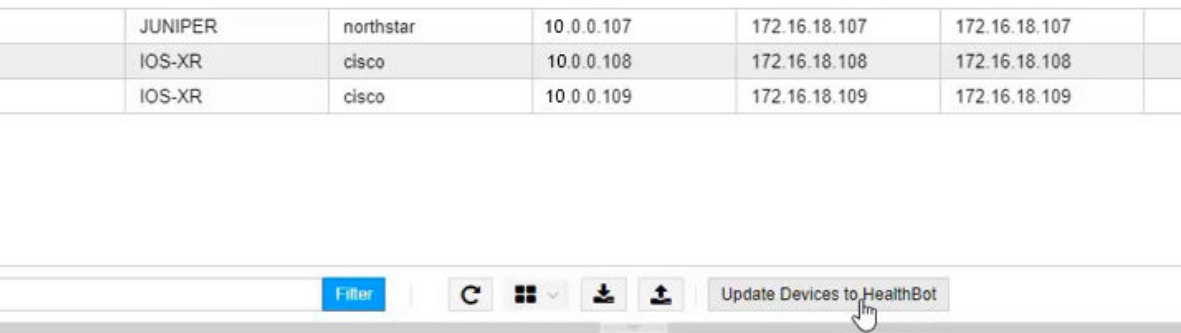 JUNIPER northstar 10.0.0.107 172.16.18.107 172.16.18.107
IOS-XR cisco 10.0.0.108 172.16.18.108 172.16.18.108
IOS-XR cisco 10.0.0.109 172.16.18.109 172.16.18.109
Filter Update Devices to HealthBot